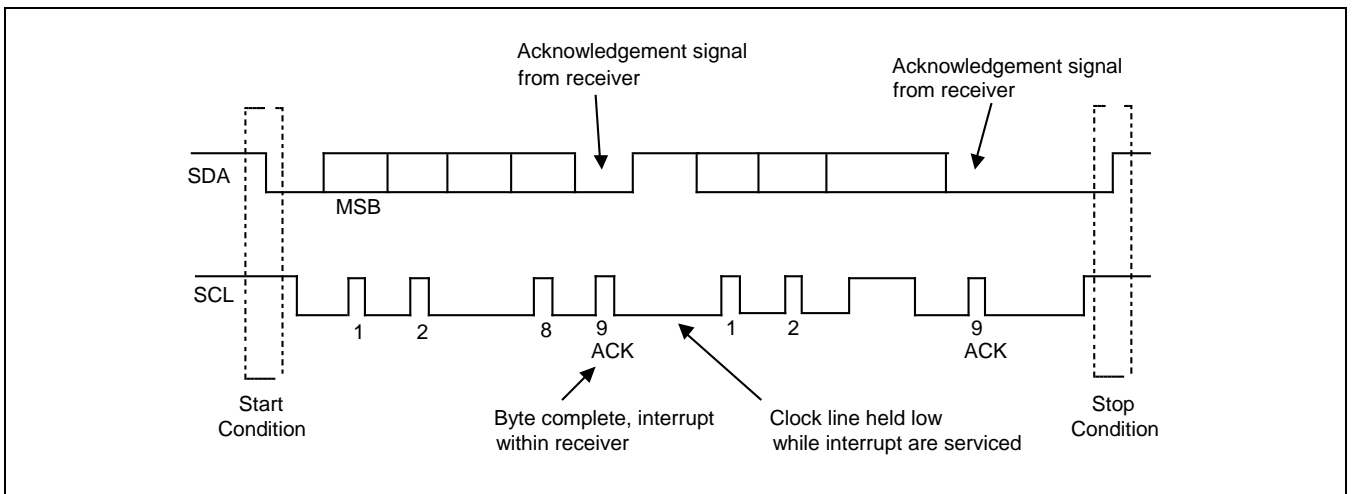 Acknowledgement signal
from receiver
Acknowledgement signal
from receiver
SDA
MSB
SCL
1
2
8
9
1
2
9
ACK
ACK
Start
Condition
Byte complete, interrupt
within receiver
Clock line held low
while interrupt are serviced
Stop
Condition